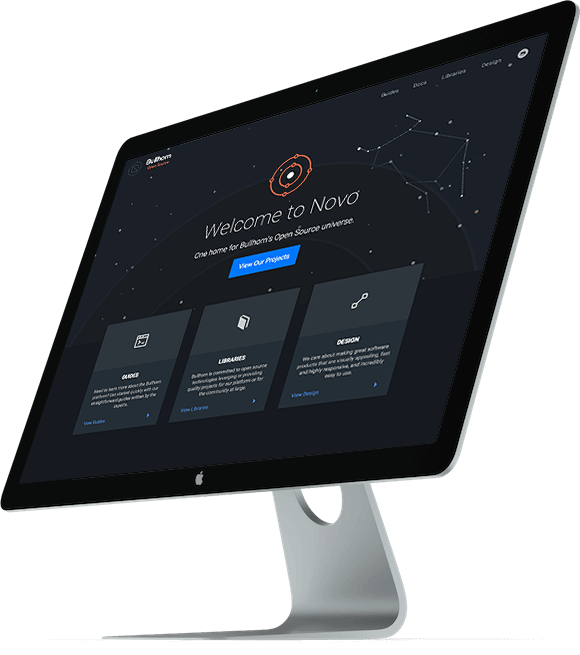 Bullhorn
Open Source
Guides Docs Libraries Design
Welcome to Novo
One home for Bullhorn's Open Source universe.
View Our Projects
GUIDES
Need to learn more about the Bullhorn
platform? Get started quickly with our
straightforward guides written by the
experts.
View Guides
LIBRARIES
Bullhorn is committed to open source
technologies leverging or providing
quality projects for our platform or for
the community at large.
View Libraries
DESIGN
We care about making great software
products that are visually appealing, fast
and highly responsive, and incredibly
easy to use.
View Design